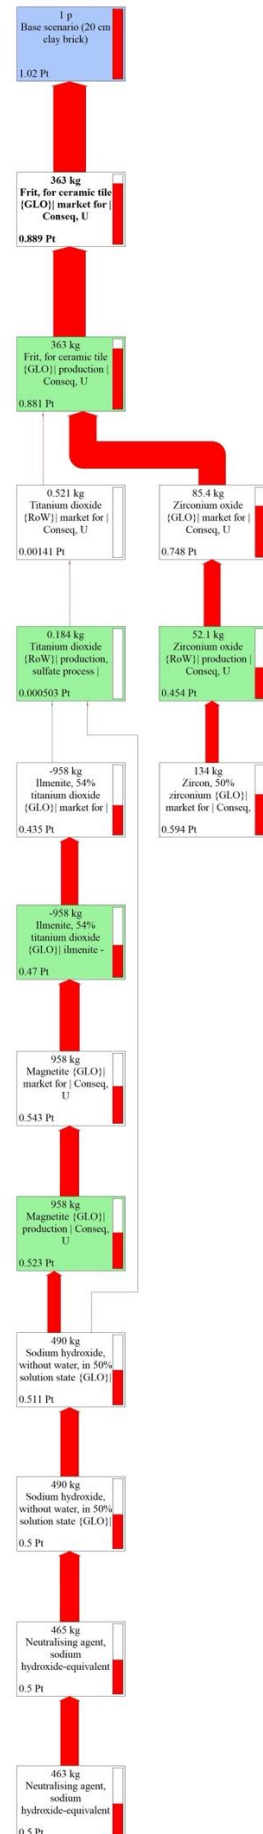 1 p
Base scenario (20 cm
clay brick)
1.02 Pt
363 kg
Frit, for ceramic tile
{GLO}| market for |
Conseq, U
0.889 Pt
363 kg
Frit, for ceramic tile
{GLO}| production |
Conseq, U
0.881 Pt
0.521 kg
Titanium dioxide
{RoW}| market for |
Conseq, U
0.00141 Pt
85.4 kg
Zirconium oxide
{GLO}| market for |
Conseq, U
0.748 Pt
0.184 kg
Titanium dioxide
{RoW}| production,
sulfate process |
0.000503 Pt
52.1 kg
Zirconium oxide
{RoW}| production |
Conseq, U
0.454 Pt
-958 kg
Ilmenite, 54%
titanium dioxide
{GLO}| market for |
0.435 Pt
134 kg
Zircon, 50%
zirconium {GLO}|
market for | Conseq,
0.594 Pt
-958 kg
Ilmenite, 54%
titanium dioxide
{GLO}| ilmenite -
0.47 Pt
958 kg
Magnetite {GLO}|
market for | Conseq,
U
0.543 Pt
958 kg
Magnetite {GLO}|
production | Conseq,
U
0.523 Pt
490 kg
Sodium hydroxide,
without water, in 50%
solution state {GLO}|
0.511 Pt
490 kg
Sodium hydroxide,
without water, in 50%
solution state {GLO}|
0.5 Pt
465 kg
Neutralising agent,
sodium
hydroxide-equivalent
0.5 Pt
463 kg
Neutralising agent,
sodium
hydroxide-equivalent
0.5 Pt